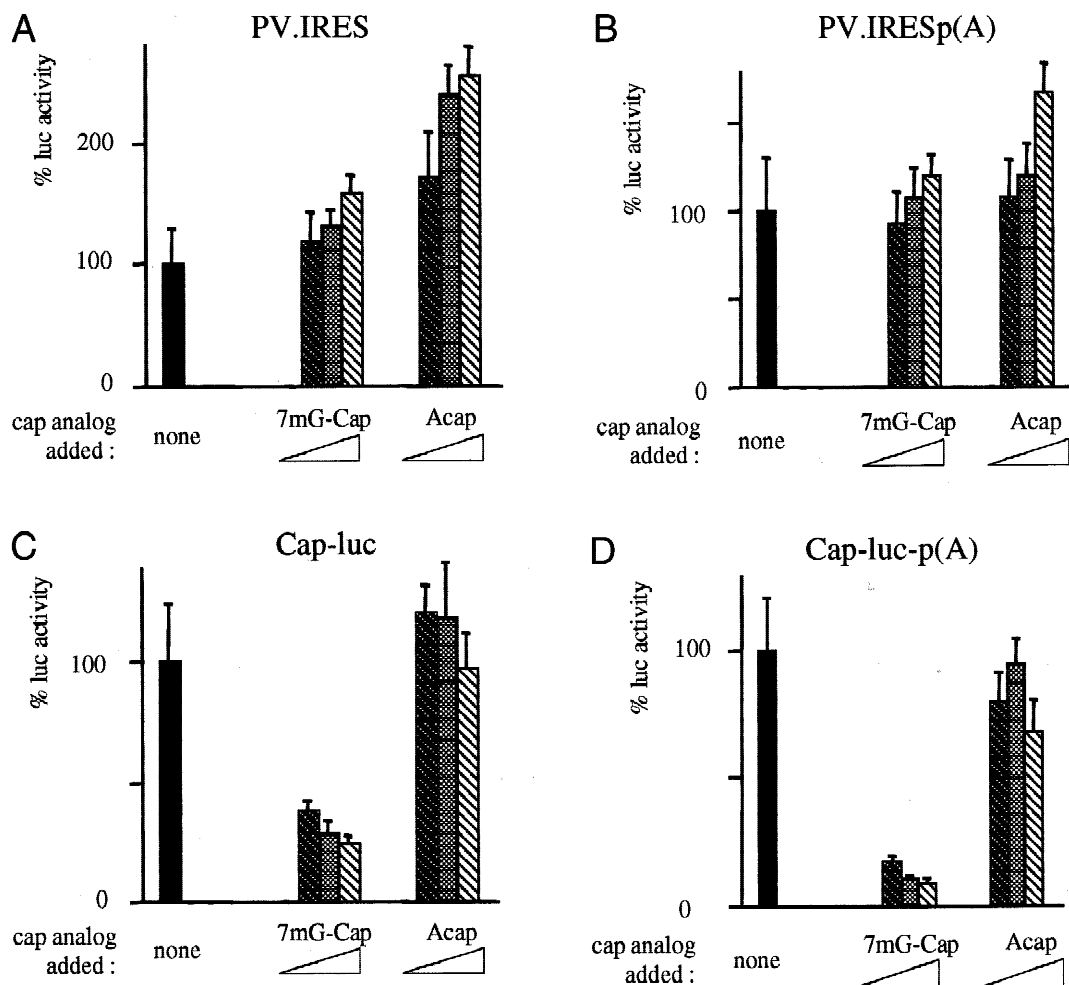 A
PV.IRES
% luc activity
200
100
0
cap analog
added :
none
7mG-Cap
Acap
B
PV.IRESp(A)
% luc activity
100
0
cap analog
added :
none
7mG-Cap
Acap
C
Cap-luc
% luc activity
100
0
cap analog
added :
none
7mG-Cap
Acap
D
Cap-luc-p(A)
% luc activity
100
0
cap analog
added :
none
7mG-Cap
Acap